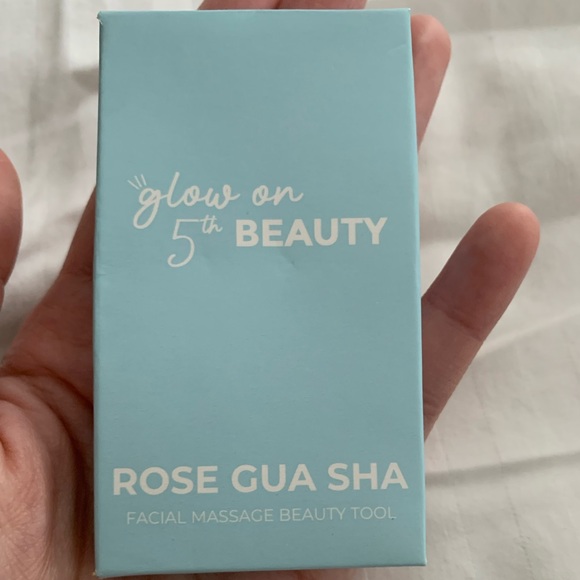 glow on
5th BEAUTY
ROSE GUA SHA
FACIAL MASSAGE BEAUTY TOOL